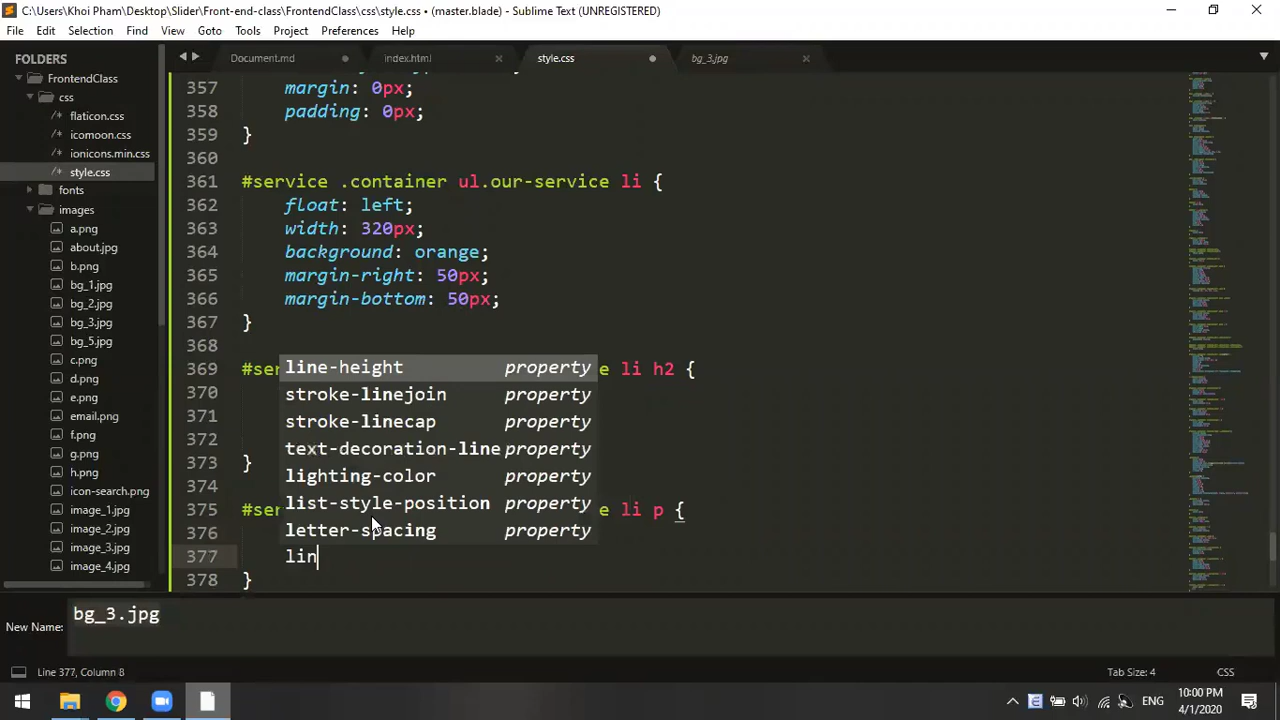 C:\Users\Khoi Pham\Desktop\Slider\Front-end-class\FrontendClass\css\style.css • (master.blade) - Sublime Text (UNREGISTERED)
File Edit Selection Find View Goto Tools Project Preferences Help
FOLDERS
FrontendClass
css
/* flaticon.css
/* icomoon.css
/* ionicons.min.css
/* style.css
fonts
images
a.png
about.jpg
b.png
bg_1.jpg
bg_2.jpg
bg_3.jpg
bg_5.jpg
c.png
d.png
e.png
email.png
f.png
g.png
h.png
icon-search.png
image_1.jpg
image_2.jpg
image_3.jpg
image_4.jpg
Document.md index.html style.css bg_3.jpg
357 margin: 0px;
358 padding: 0px;
359 }
360
361 #service .container ul.our-service li {
362 float: left;
363 width: 320px;
364 background: orange;
365 margin-right: 50px;
366 margin-bottom: 50px;
367 }
368
369 #ser e li h2 {
370
371
372
373 }
374
375 #ser e li p {
376
377 lin
378 }
line-height property
stroke-linejoin property
stroke-linecap property
text-decoration-line property
lighting-color property
list-style-position property
letter-spacing property
New Name: bg_3.jpg
Line 377, Column 8 Tab Size: 4 CSS
ENG
10:00 PM
4/1/2020